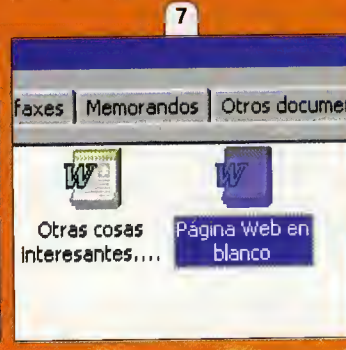 7
faxes Memorandos Otros documen
Otras cosas interesantes....
Página Web en blanco